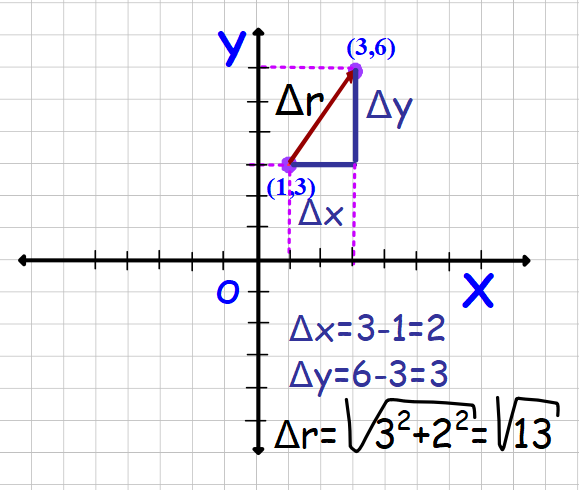 y
(3,6)
Δr
Δy
(1,3)
Δx
o
x
Δx=3-1=2
Δy=6-3=3
Δr=√3²+2²=√13